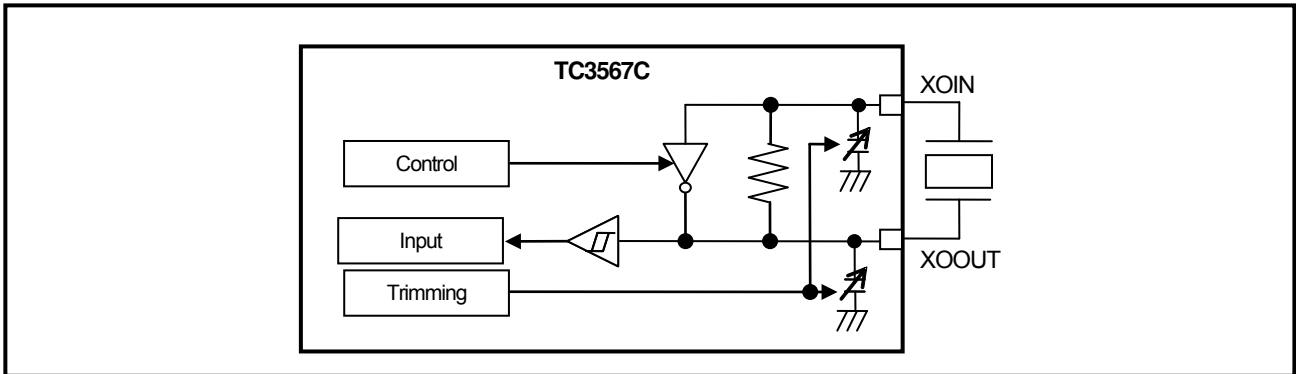 TC3567C
XOIN
Control
Input
XOOUT
Trimming